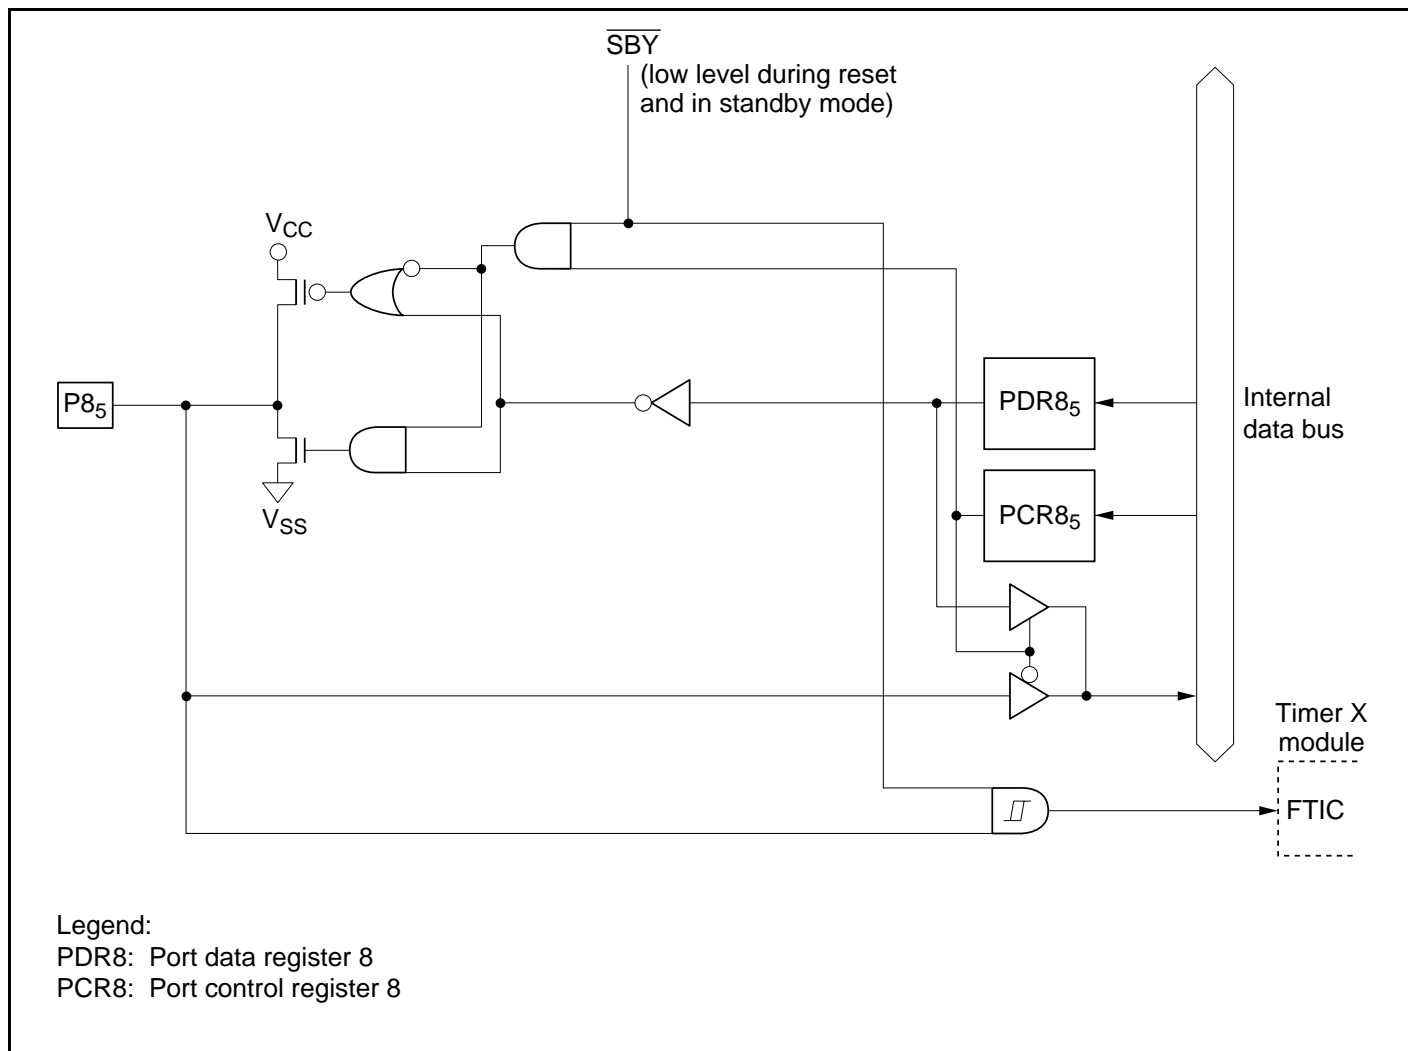 SBY
(low level during reset
and in standby mode)
VCC
P85
PDR85
Internal
data bus
PCR85
VSS
Timer X
module
FTIC
Legend:
PDR8: Port data register 8
PCR8: Port control register 8